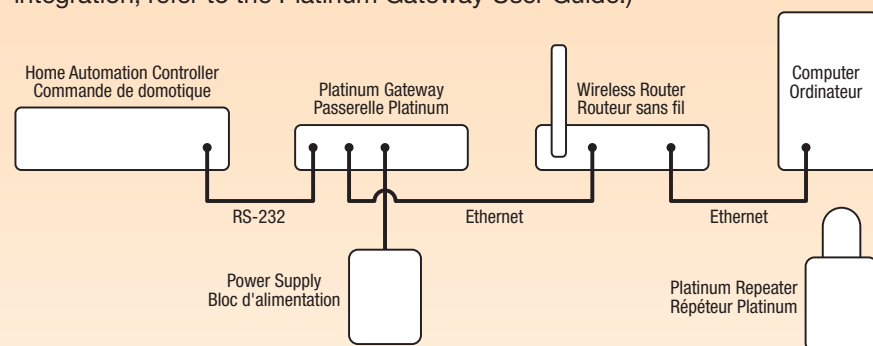 integration, refer to the Platinum Gateway User Guide.)
Home Automation Controller
Commande de domotique
Platinum Gateway
Passerelle Platinum
Wireless Router
Routeur sans fil
Computer
Ordinateur
RS-232
Ethernet
Ethernet
Power Supply
Bloc d'alimentation
Platinum Repeater
Répéteur Platinum